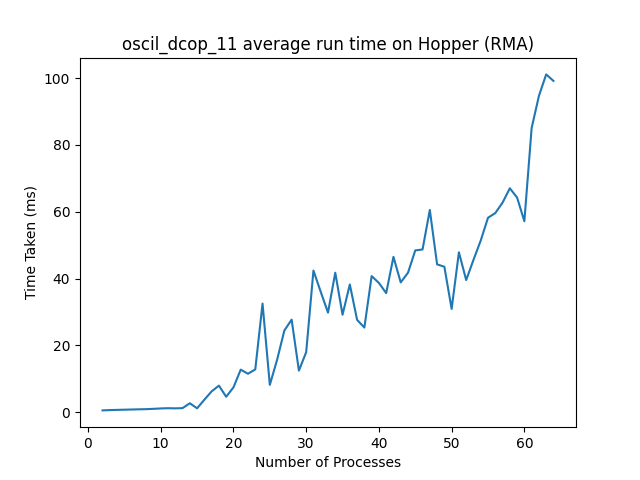 oscil_dcop_11 average run time on Hopper (RMA)
Time Taken (ms)
100
80
60
40
20
0
0 10 20 30 40 50 60
Number of Processes